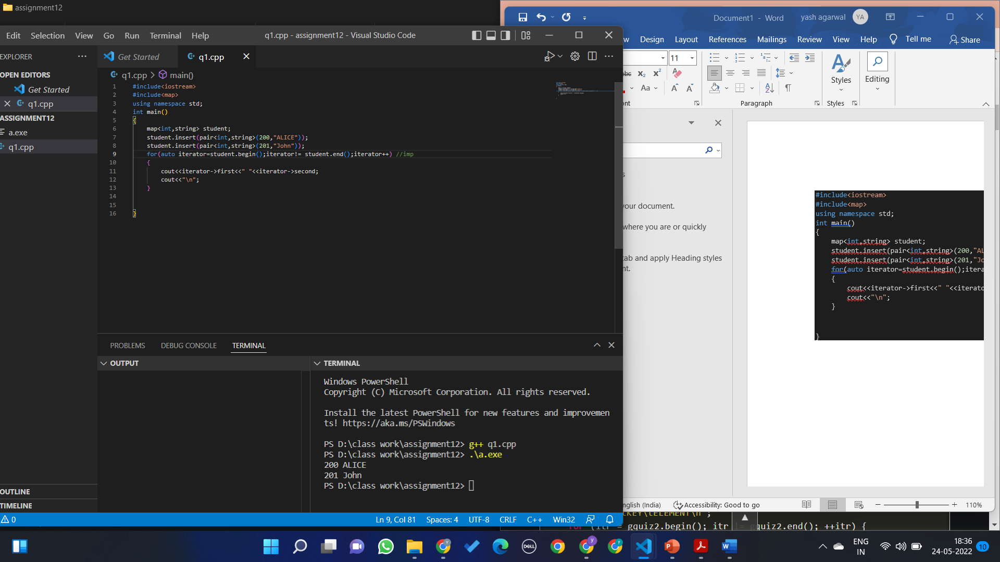 assignment12
Edit Selection View Go Run Terminal Help
q1.cpp - assignment12 - Visual Studio Code
EXPLORER
Get Started
q1.cpp
OPEN EDITORS
Get Started
q1.cpp
ASSIGNMENT12
a.exe
q1.cpp
OUTLINE
TIMELINE
q1.cpp > main()
1 #include<iostream>
2 #include<map>
3 using namespace std;
4 int main()
5 {
6 map<int,string> student;
7 student.insert(pair<int,string>(200,"ALICE"));
8 student.insert(pair<int,string>(201,"John"));
9 for(auto iterator=student.begin();iterator!= student.end();iterator++) //imp
10 {
11 cout<<iterator->first<<" "<<iterator->second;
12 cout<<"\n";
13 }
14
15
16 }
PROBLEMS DEBUG CONSOLE TERMINAL
OUTPUT
TERMINAL
Windows PowerShell
Copyright (C) Microsoft Corporation. All rights reserved.
Install the latest PowerShell for new features and improvemen
ts! https://aka.ms/PSWindows
PS D:\class work\assignment12> g++ q1.cpp
PS D:\class work\assignment12> .\a.exe
200 ALICE
201 John
PS D:\class work\assignment12>
0
Ln 9, Col 81 Spaces: 4 UTF-8 CRLF C++ Win32
Document1 - Word
yash agarwal YA
w Design Layout References Mailings Review View Help Tell me Share
11
abc x₂ x²
Aa A A
Styles
Editing
nt Paragraph Styles
s
your document.
where you are or quickly
tab and apply Heading styles
nt.
#include<iostream>
#include<map>
using namespace std;
int main()
{
map<int,string> student;
student.insert(pair<int,string>(200,"AL
student.insert(pair<int,string>(201,"Jo
for(auto iterator=student.begin();itera
{
cout<<iterator->first<<" "<<iterato
cout<<"\n";
}
}
nglish (India) Accessibility: Good to go 110%
KEY\tELEMENT\n";
for (itr = gquiz2.begin(); itr != gquiz2.end(); ++itr) {
DELL
ENG
IN
18:36
24-05-2022
10